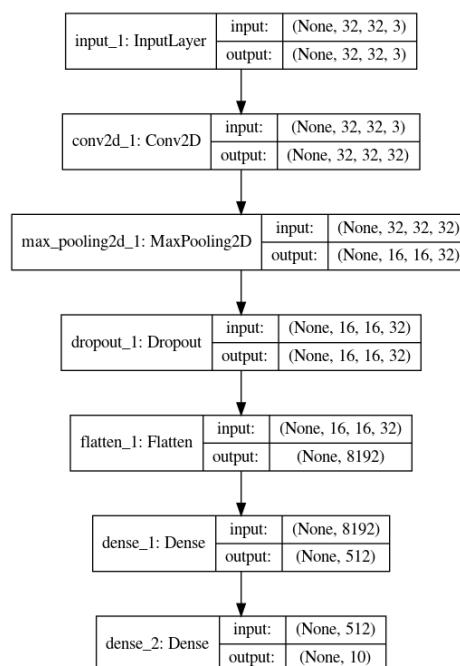 input_1: InputLayer
input: (None, 32, 32, 3)
output: (None, 32, 32, 3)
conv2d_1: Conv2D
input: (None, 32, 32, 3)
output: (None, 32, 32, 32)
max_pooling2d_1: MaxPooling2D
input: (None, 32, 32, 32)
output: (None, 16, 16, 32)
dropout_1: Dropout
input: (None, 16, 16, 32)
output: (None, 16, 16, 32)
flatten_1: Flatten
input: (None, 16, 16, 32)
output: (None, 8192)
dense_1: Dense
input: (None, 8192)
output: (None, 512)
dense_2: Dense
input: (None, 512)
output: (None, 10)